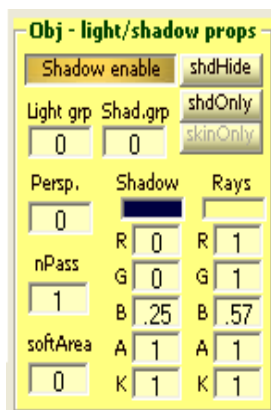 Obj - light/shadow props
Shadow enable shdHide
Light grp Shad.grp shdOnly
0 0 skinOnly
Persp. Shadow Rays
0
R 0 R 1
nPass G 0 G 1
1 B .25 B .57
softArea A 1 A 1
0 K 1 K 1